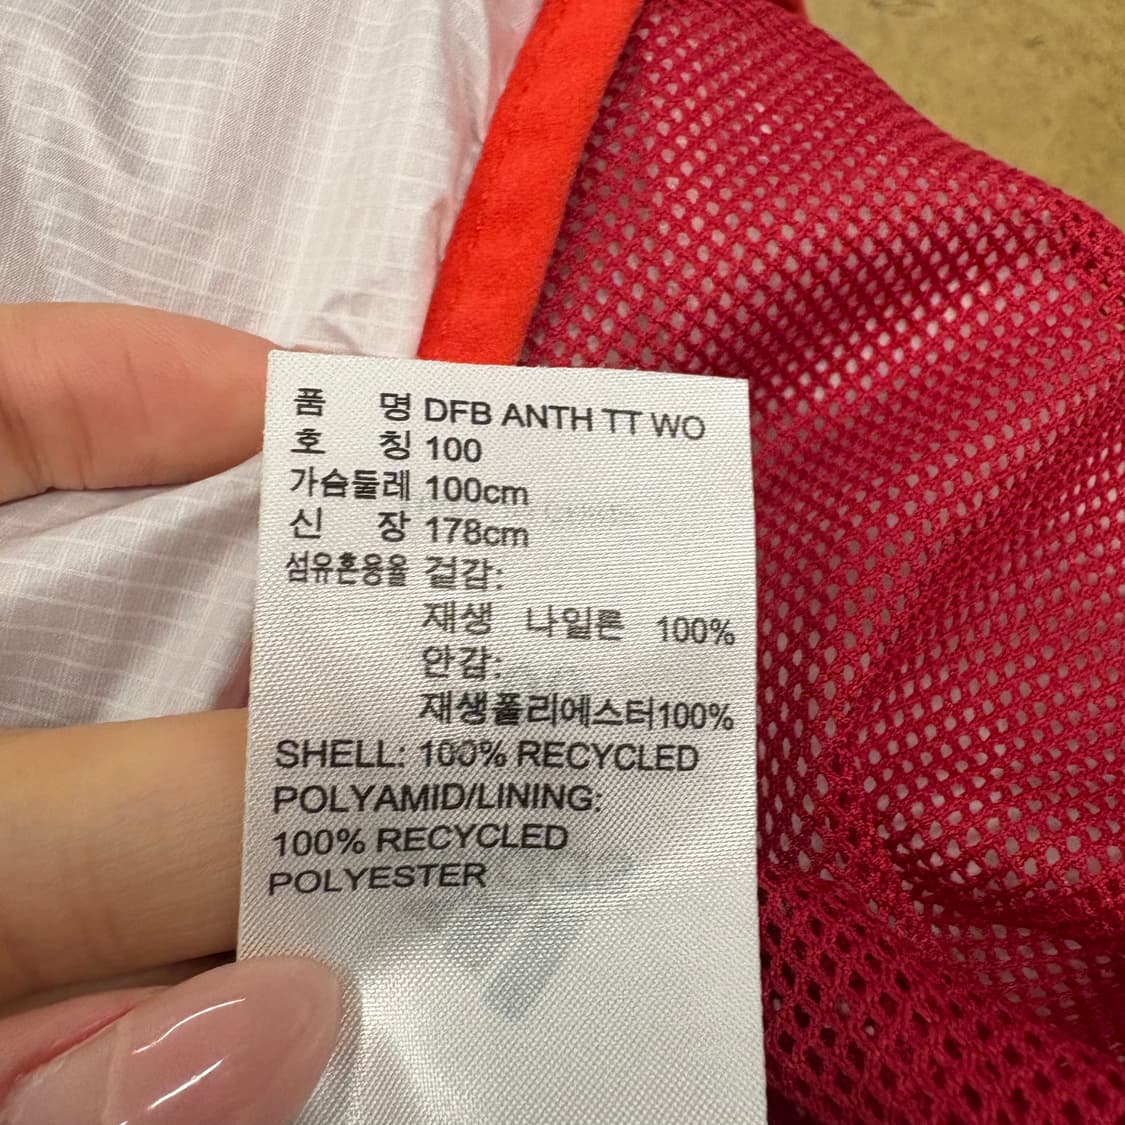 품 명 DFB ANTH TT WO
호 칭 100
가슴둘레 100cm
신 장 178cm
섬유혼용율 겉감:
재생 나일론 100%
안감:
재생폴리에스터100%
SHELL: 100% RECYCLED
POLYAMID/LINING:
100% RECYCLED
POLYESTER